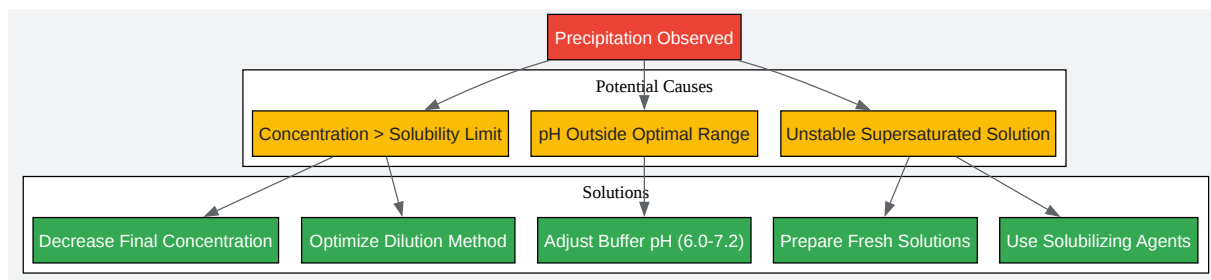 Precipitation Observed
Potential Causes
Concentration > Solubility Limit
pH Outside Optimal Range
Unstable Supersaturated Solution
Solutions
Decrease Final Concentration
Optimize Dilution Method
Adjust Buffer pH (6.0-7.2)
Prepare Fresh Solutions
Use Solubilizing Agents